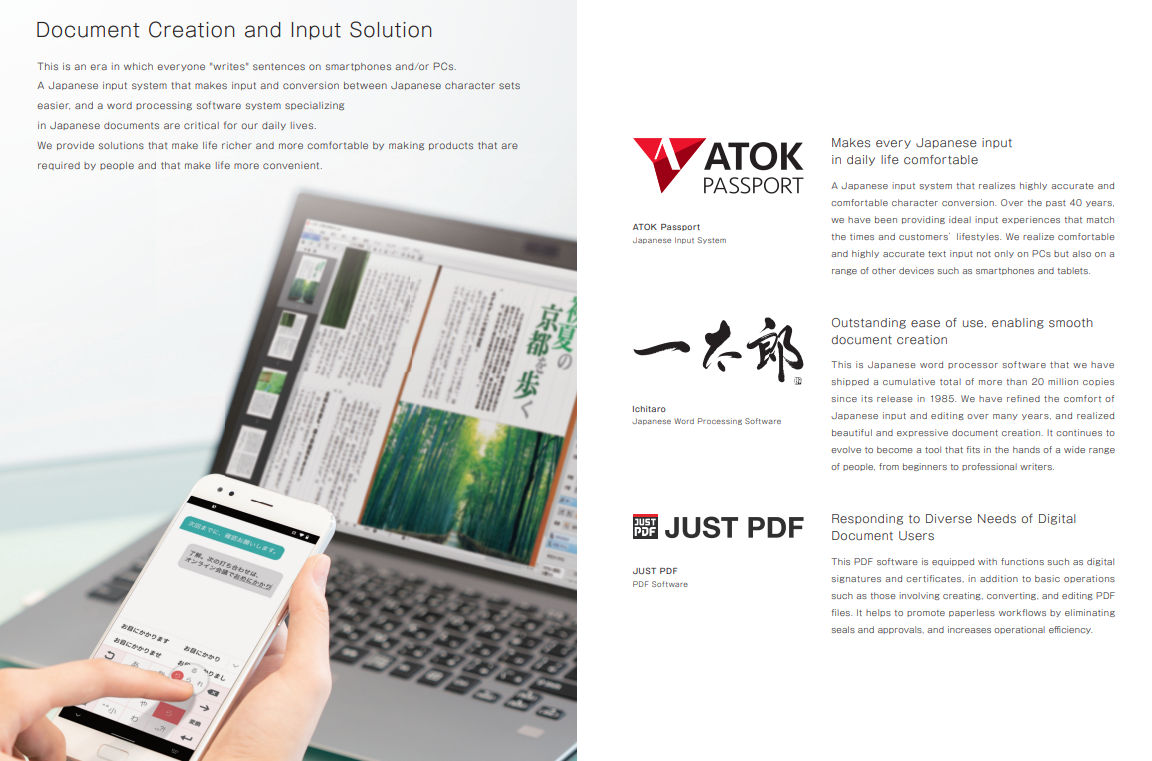 Document Creation and Input Solution
This is an era in which everyone "writes" sentences on smartphones and/or PCs.
A Japanese input system that makes input and conversion between Japanese character sets
easier, and a word processing software system specializing
in Japanese documents are critical for our daily lives.
We provide solutions that make life richer and more comfortable by making products that are
required by people and that make life more convenient.
初夏の
京都を歩く
次回までに、確認お願いします。
了解。次の打ち合わせは、
オンライン会議でおめにかかり
お目にかかります
お目にかかり
お目にかかりませ
変換
ATOK
PASSPORT
ATOK Passport
Japanese Input System
Makes every Japanese input
in daily life comfortable
A Japanese input system that realizes highly accurate and
comfortable character conversion. Over the past 40 years,
we have been providing ideal input experiences that match
the times and customers' lifestyles. We realize comfortable
and highly accurate text input not only on PCs but also on a
range of other devices such as smartphones and tablets.
一太郎
Ichitaro
Japanese Word Processing Software
Outstanding ease of use, enabling smooth
document creation
This is Japanese word processor software that we have
shipped a cumulative total of more than 20 million copies
since its release in 1985. We have refined the comfort of
Japanese input and editing over many years, and realized
beautiful and expressive document creation. It continues to
evolve to become a tool that fits in the hands of a wide range
of people, from beginners to professional writers.
JUST
PDF
JUST PDF
JUST PDF
PDF Software
Responding to Diverse Needs of Digital
Document Users
This PDF software is equipped with functions such as digital
signatures and certificates, in addition to basic operations
such as those involving creating, converting, and editing PDF
files. It helps to promote paperless workflows by eliminating
seals and approvals, and increases operational efficiency.